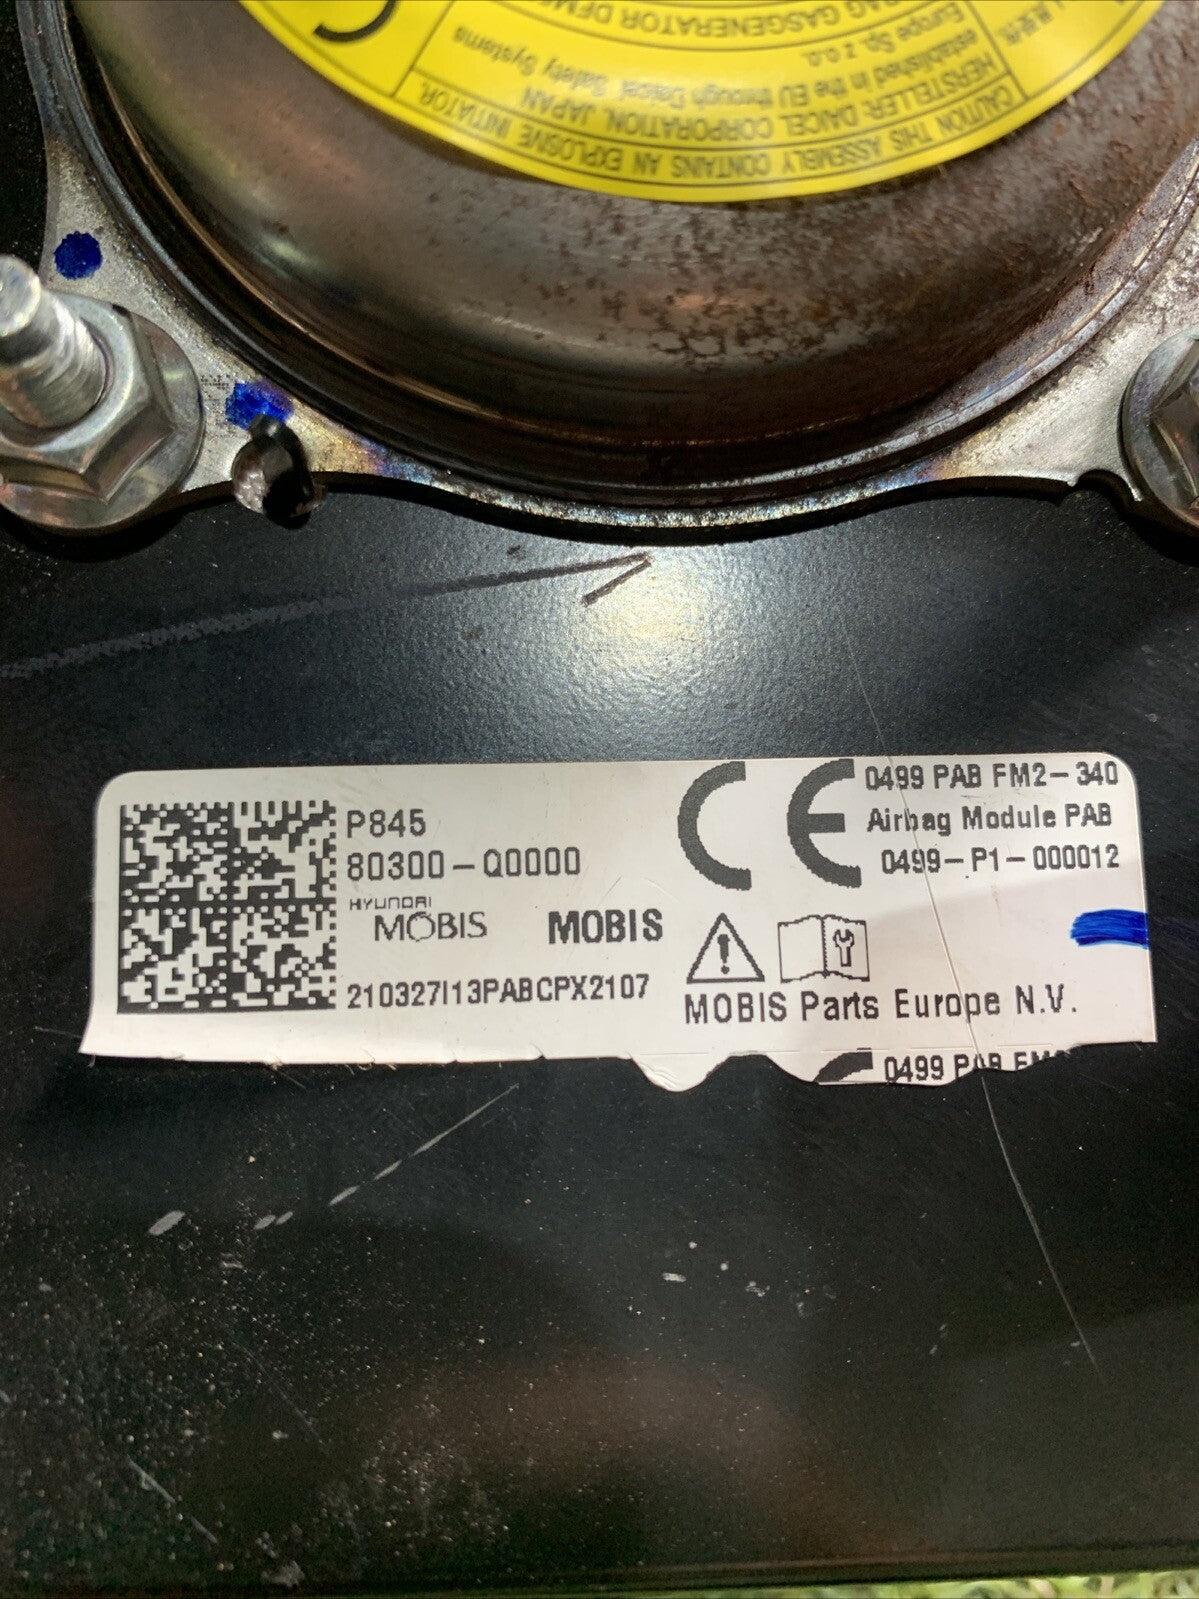 CAUTION THIS ASSEMBLY CONTAINS AN EXPLOSIVE INITIATOR.
HERSTELLER: DAICEL CORPORATION, JAPAN
established in the EU through Daicel Safety Systems
Europe Sp. z o.o.
GASGENERATOR
P845
80300-Q0000
HYUNDAI
MOBIS MOBIS
210327I13PABCPX2107
CE
0499 PAB FM2-340
Airbag Module PAB
0499-P1-000012
MOBIS Parts Europe N.V.
0499 PAB